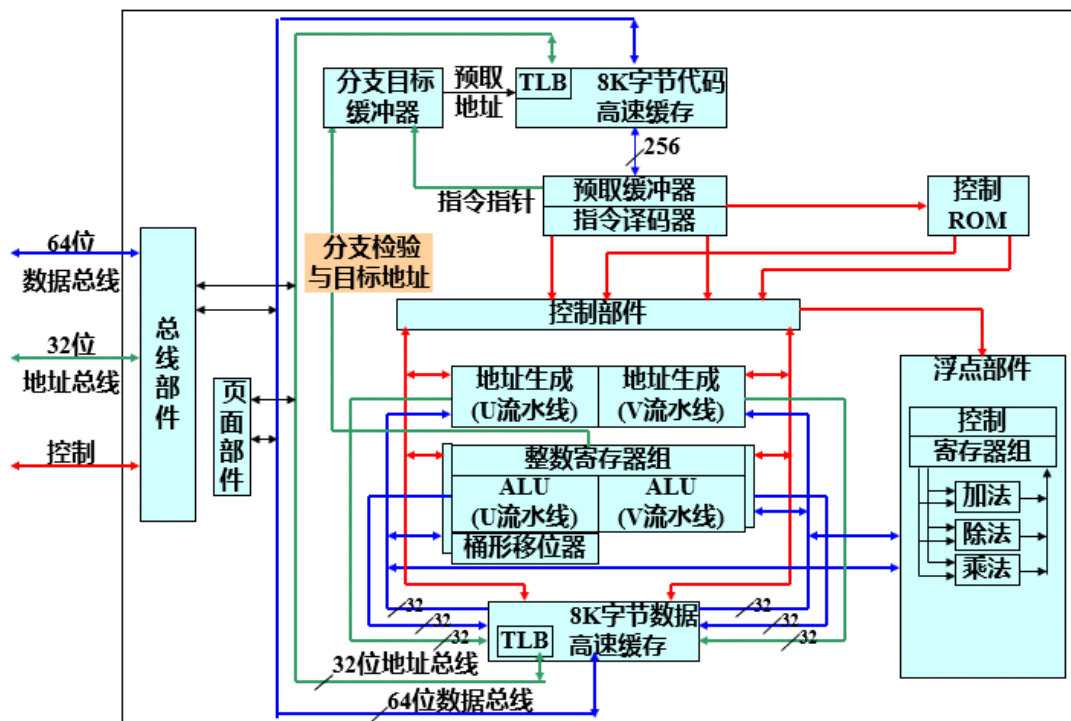 分支目标
缓冲器
预取
地址
TLB
8K字节代码
高速缓存
256
指令指针
预取缓冲器
指令译码器
控制
ROM
64位
数据总线
32位
地址总线
控制
总线部件
页面部件
分支检验
与目标地址
控制部件
地址生成
(U流水线)
地址生成
(V流水线)
整数寄存器组
ALU
(U流水线)
ALU
(V流水线)
桶形移位器
浮点部件
控制
寄存器组
加法
除法
乘法
32
32
32
8K字节数据
高速缓存
TLB
32
32
32
32位地址总线
64位数据总线